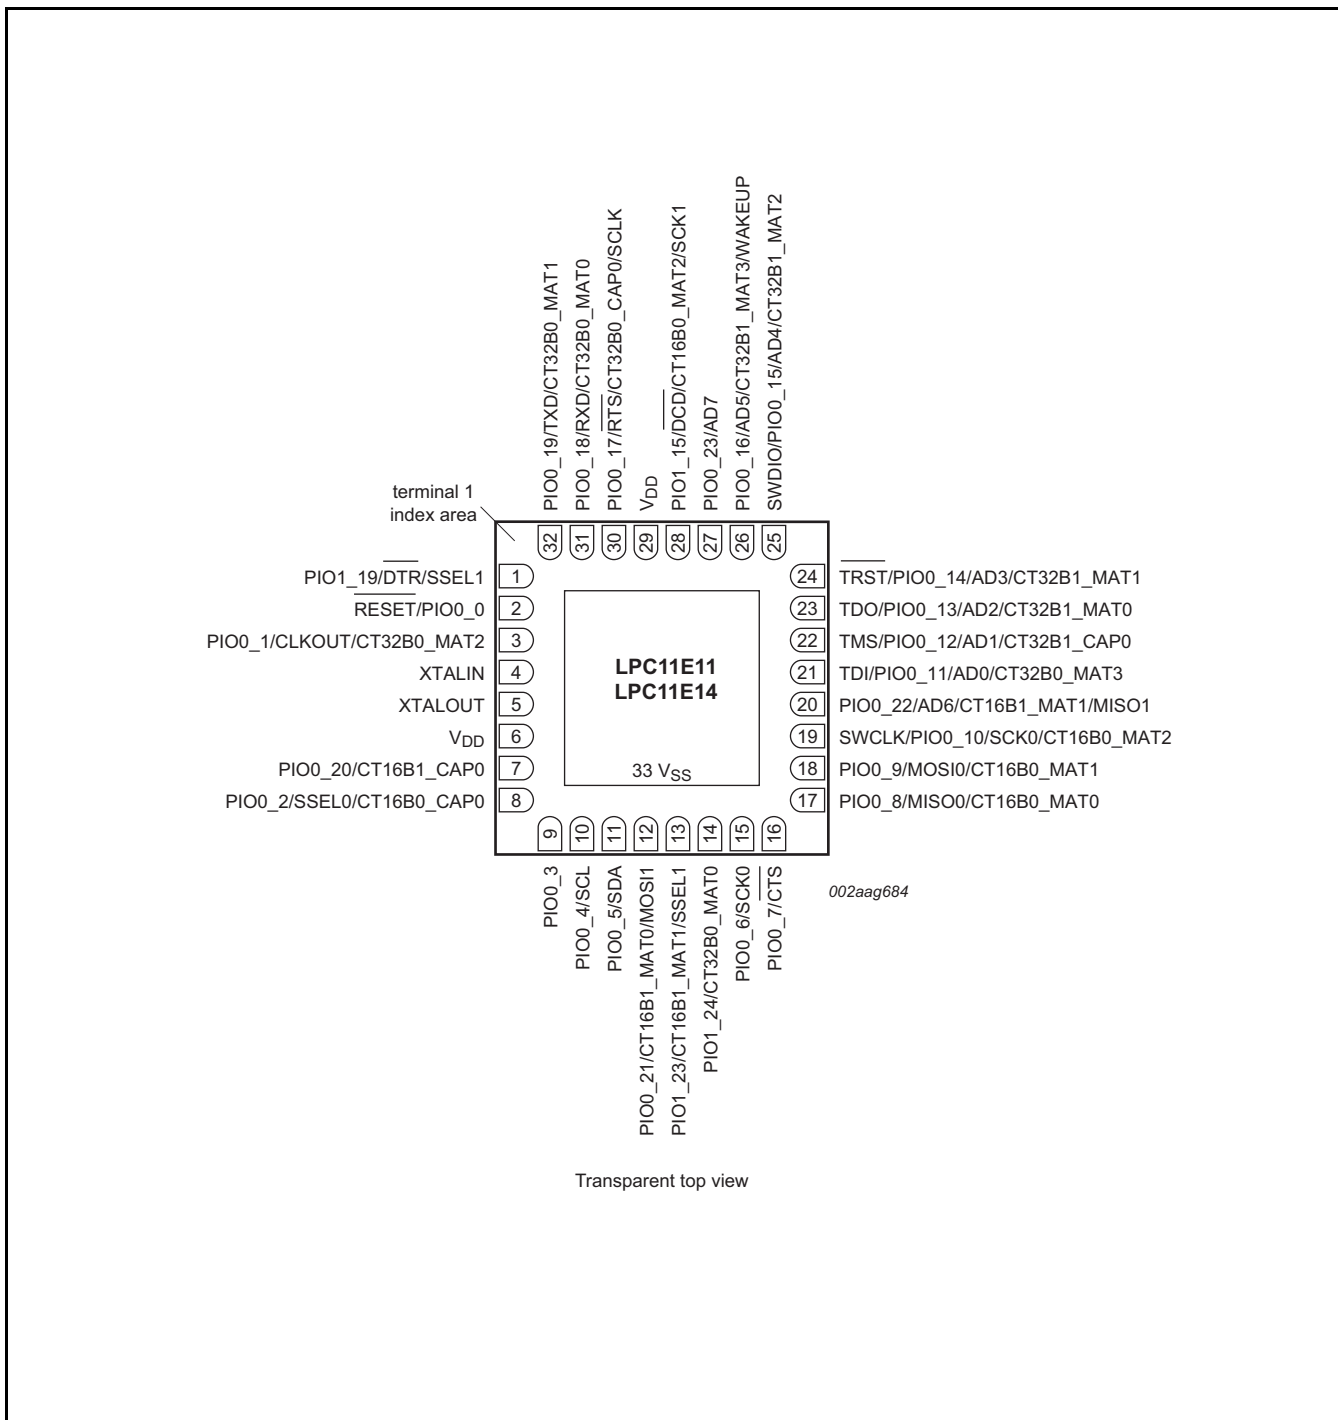 PIO0_19/TXD/CT32B0_MAT1
PIO0_18/RXD/CT32B0_MAT0
PIO0_17/RTS/CT32B0_CAP0/SCLK
VDD
PIO1_15/DCD/CT16B0_MAT2/SCK1
PIO0_23/AD7
PIO0_16/AD5/CT32B1_MAT3/WAKEUP
SWDIO/PIO0_15/AD4/CT32B1_MAT2
terminal 1
index area
32 31 30 29 28 27 26 25
PIO1_19/DTR/SSEL1 1
RESET/PIO0_0 2
PIO0_1/CLKOUT/CT32B0_MAT2 3
XTALIN 4
XTALOUT 5
VDD 6
PIO0_20/CT16B1_CAP0 7
PIO0_2/SSEL0/CT16B0_CAP0 8
LPC11E11
LPC11E14
33 VSS
24 TRST/PIO0_14/AD3/CT32B1_MAT1
23 TDO/PIO0_13/AD2/CT32B1_MAT0
22 TMS/PIO0_12/AD1/CT32B1_CAP0
21 TDI/PIO0_11/AD0/CT32B0_MAT3
20 PIO0_22/AD6/CT16B1_MAT1/MISO1
19 SWCLK/PIO0_10/SCK0/CT16B0_MAT2
18 PIO0_9/MOSI0/CT16B0_MAT1
17 PIO0_8/MISO0/CT16B0_MAT0
9 10 11 12 13 14 15 16
PIO0_3
PIO0_4/SCL
PIO0_5/SDA
PIO0_21/CT16B1_MAT0/MOSI1
PIO1_23/CT16B1_MAT1/SSEL1
PIO1_24/CT32B0_MAT0
PIO0_6/SCK0
PIO0_7/CTS
002aag684
Transparent top view